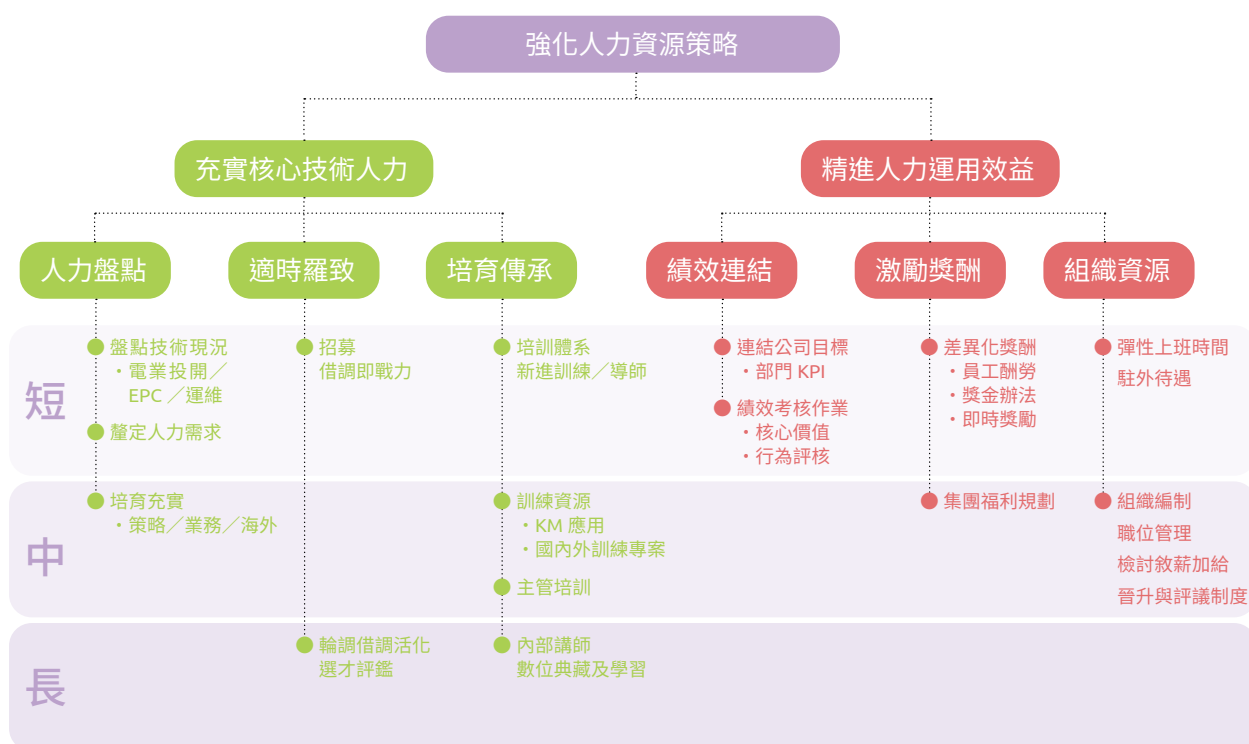 強化人力資源策略
充實核心技術人力
精進人力運用效益
人力盤點
適時羅致
培育傳承
績效連結
激勵獎酬
組織資源
短
盤點技術現況
・電業投開／
EPC ／運維
釐定人力需求
招募
借調即戰力
培訓體系
新進訓練／導師
連結公司目標
・部門 KPI
績效考核作業
・核心價值
・行為評核
差異化獎酬
・員工酬勞
・獎金辦法
・即時獎勵
彈性上班時間
駐外待遇
中
培育充實
・策略／業務／海外
訓練資源
・KM 應用
・國內外訓練專案
主管培訓
集團福利規劃
組織編制
職位管理
檢討敘薪加給
晉升與評議制度
長
輪調借調活化
選才評鑑
內部講師
數位典藏及學習